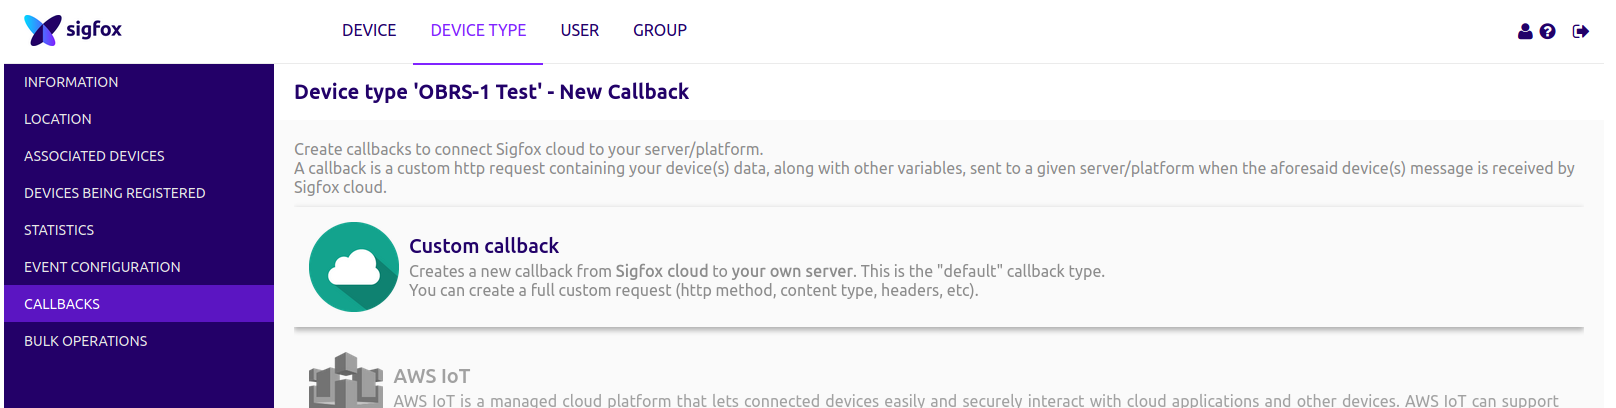 sigfox
DEVICE
DEVICE TYPE
USER
GROUP
INFORMATION
LOCATION
ASSOCIATED DEVICES
DEVICES BEING REGISTERED
STATISTICS
EVENT CONFIGURATION
CALLBACKS
BULK OPERATIONS
Device type 'OBRS-1 Test' - New Callback
Create callbacks to connect Sigfox cloud to your server/platform.
A callback is a custom http request containing your device(s) data, along with other variables, sent to a given server/platform when the aforesaid device(s) message is received by
Sigfox cloud.
Custom callback
Creates a new callback from Sigfox cloud to your own server. This is the "default" callback type.
You can create a full custom request (http method, content type, headers, etc).
AWS IoT
AWS IoT is a managed cloud platform that lets connected devices easily and securely interact with cloud applications and other devices. AWS IoT can support